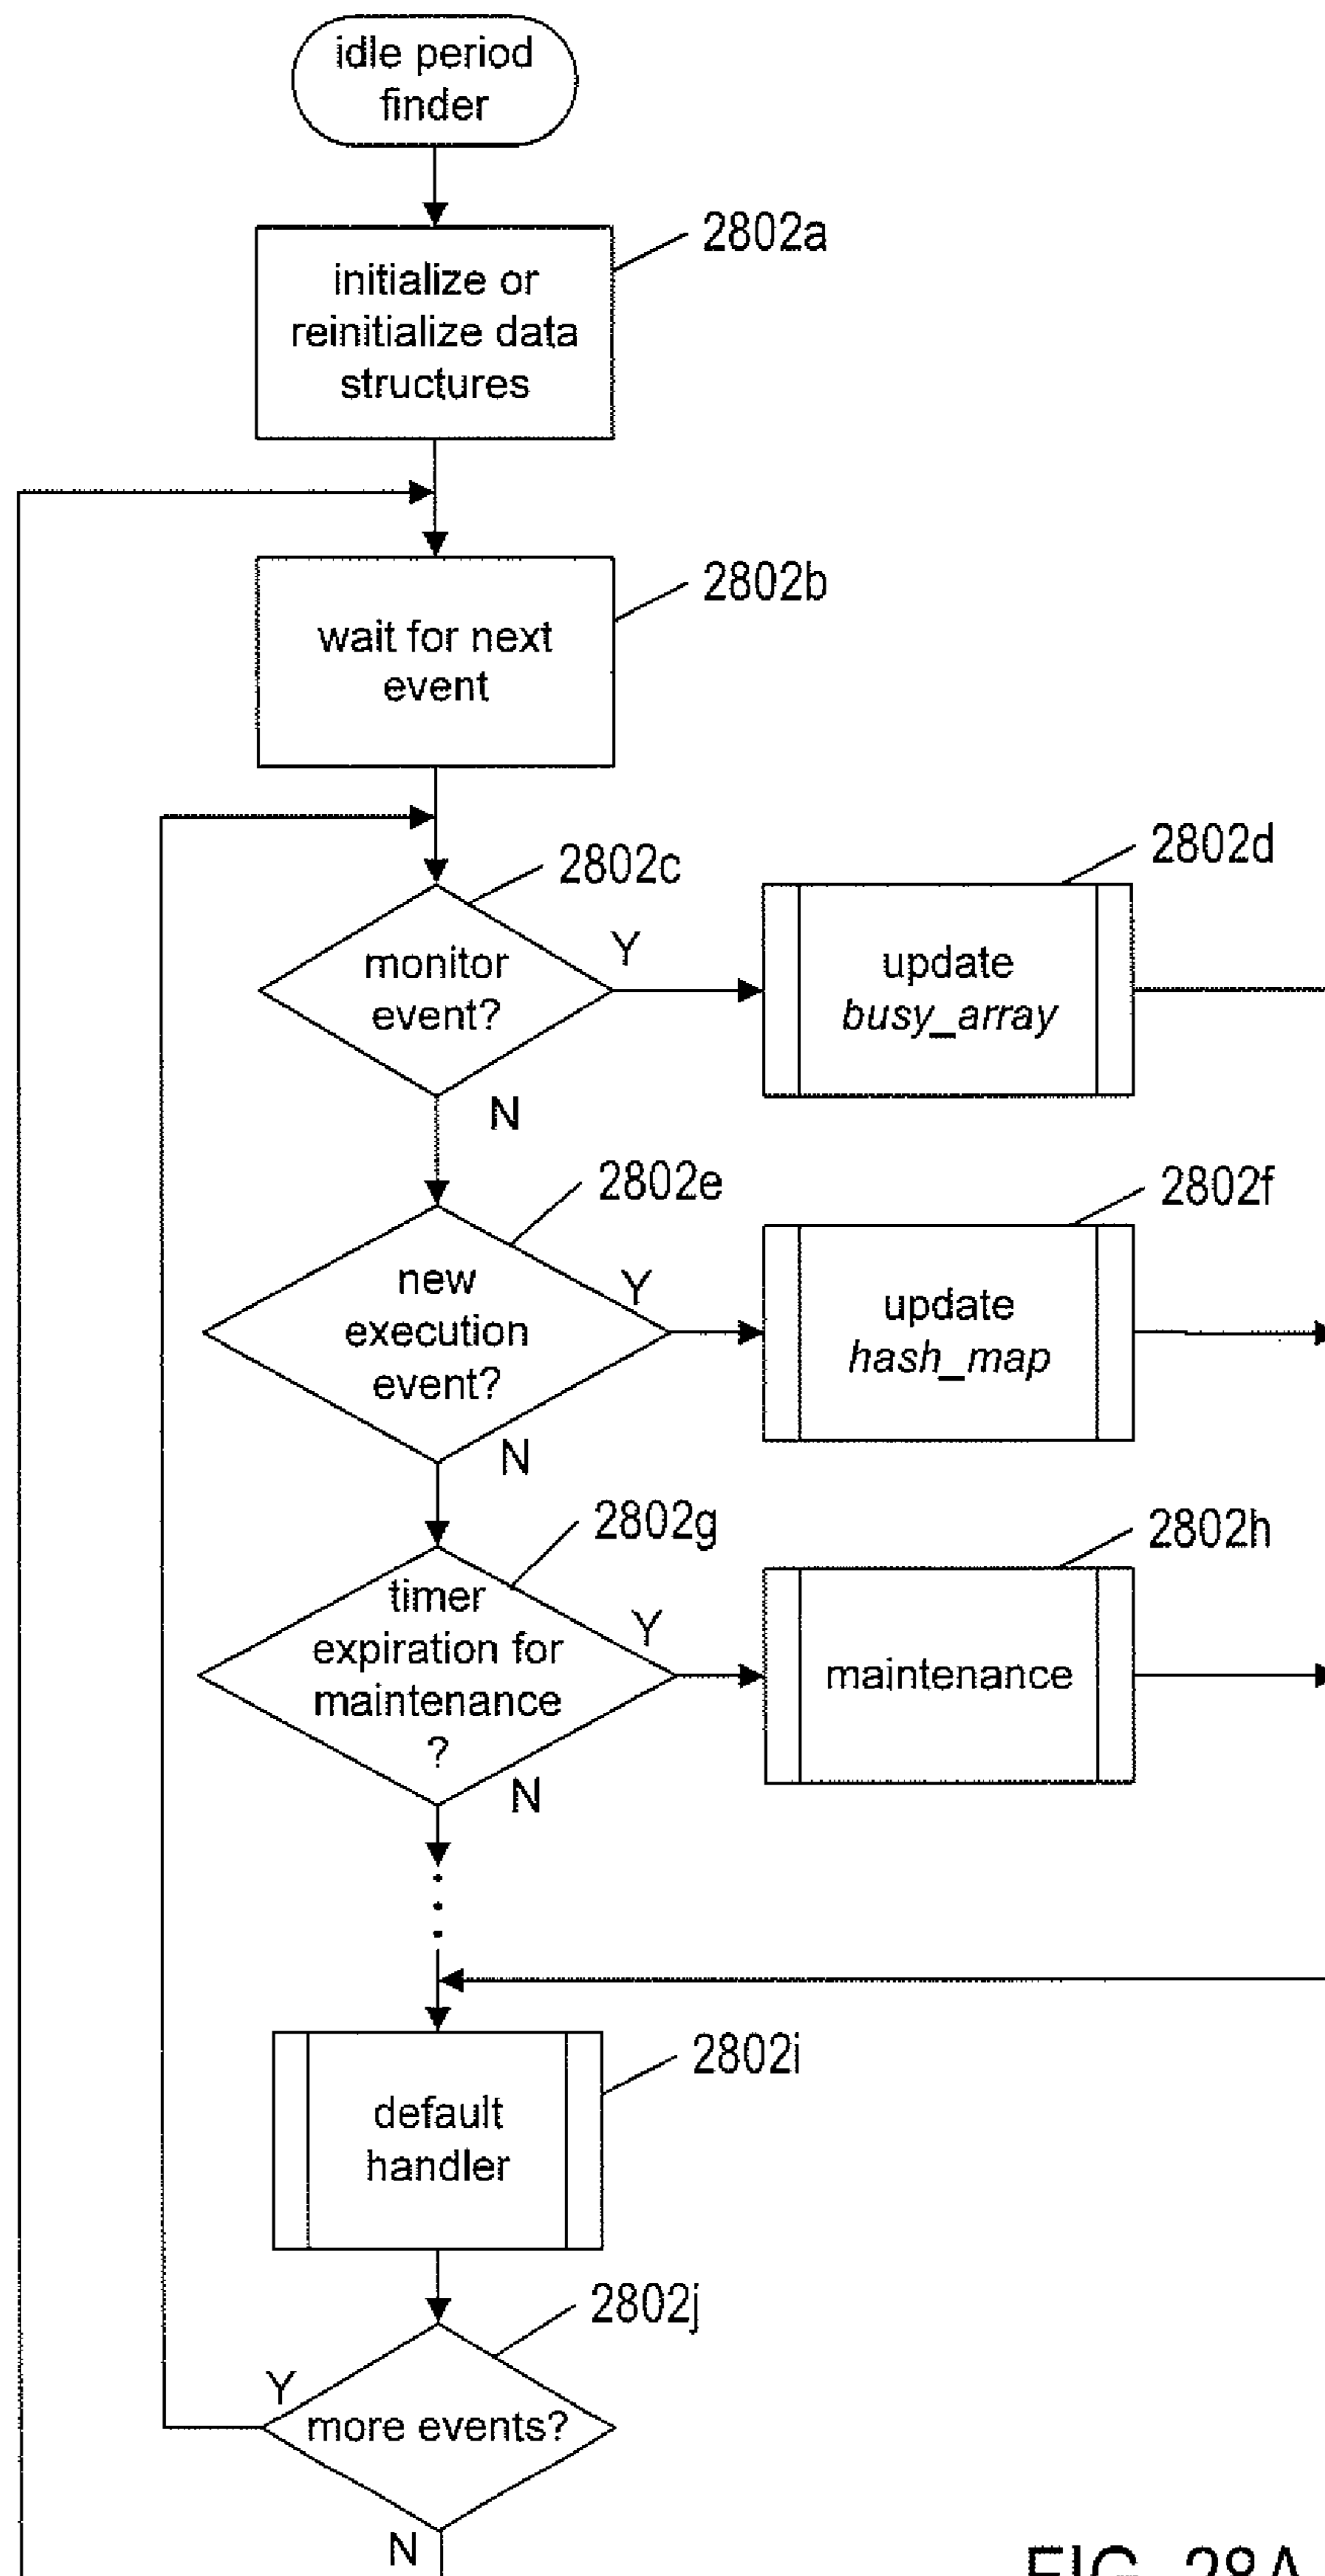 idle period
finder
2802a
initialize or
reinitialize data
structures
2802b
wait for next
event
2802c
monitor
event?
Y
N
2802d
update
busy_array
2802e
new
execution
event?
Y
N
2802f
update
hash_map
2802g
timer
expiration for
maintenance
?
Y
N
2802h
maintenance
2802i
default
handler
2802j
Y
more events?
N
FIG. 28A